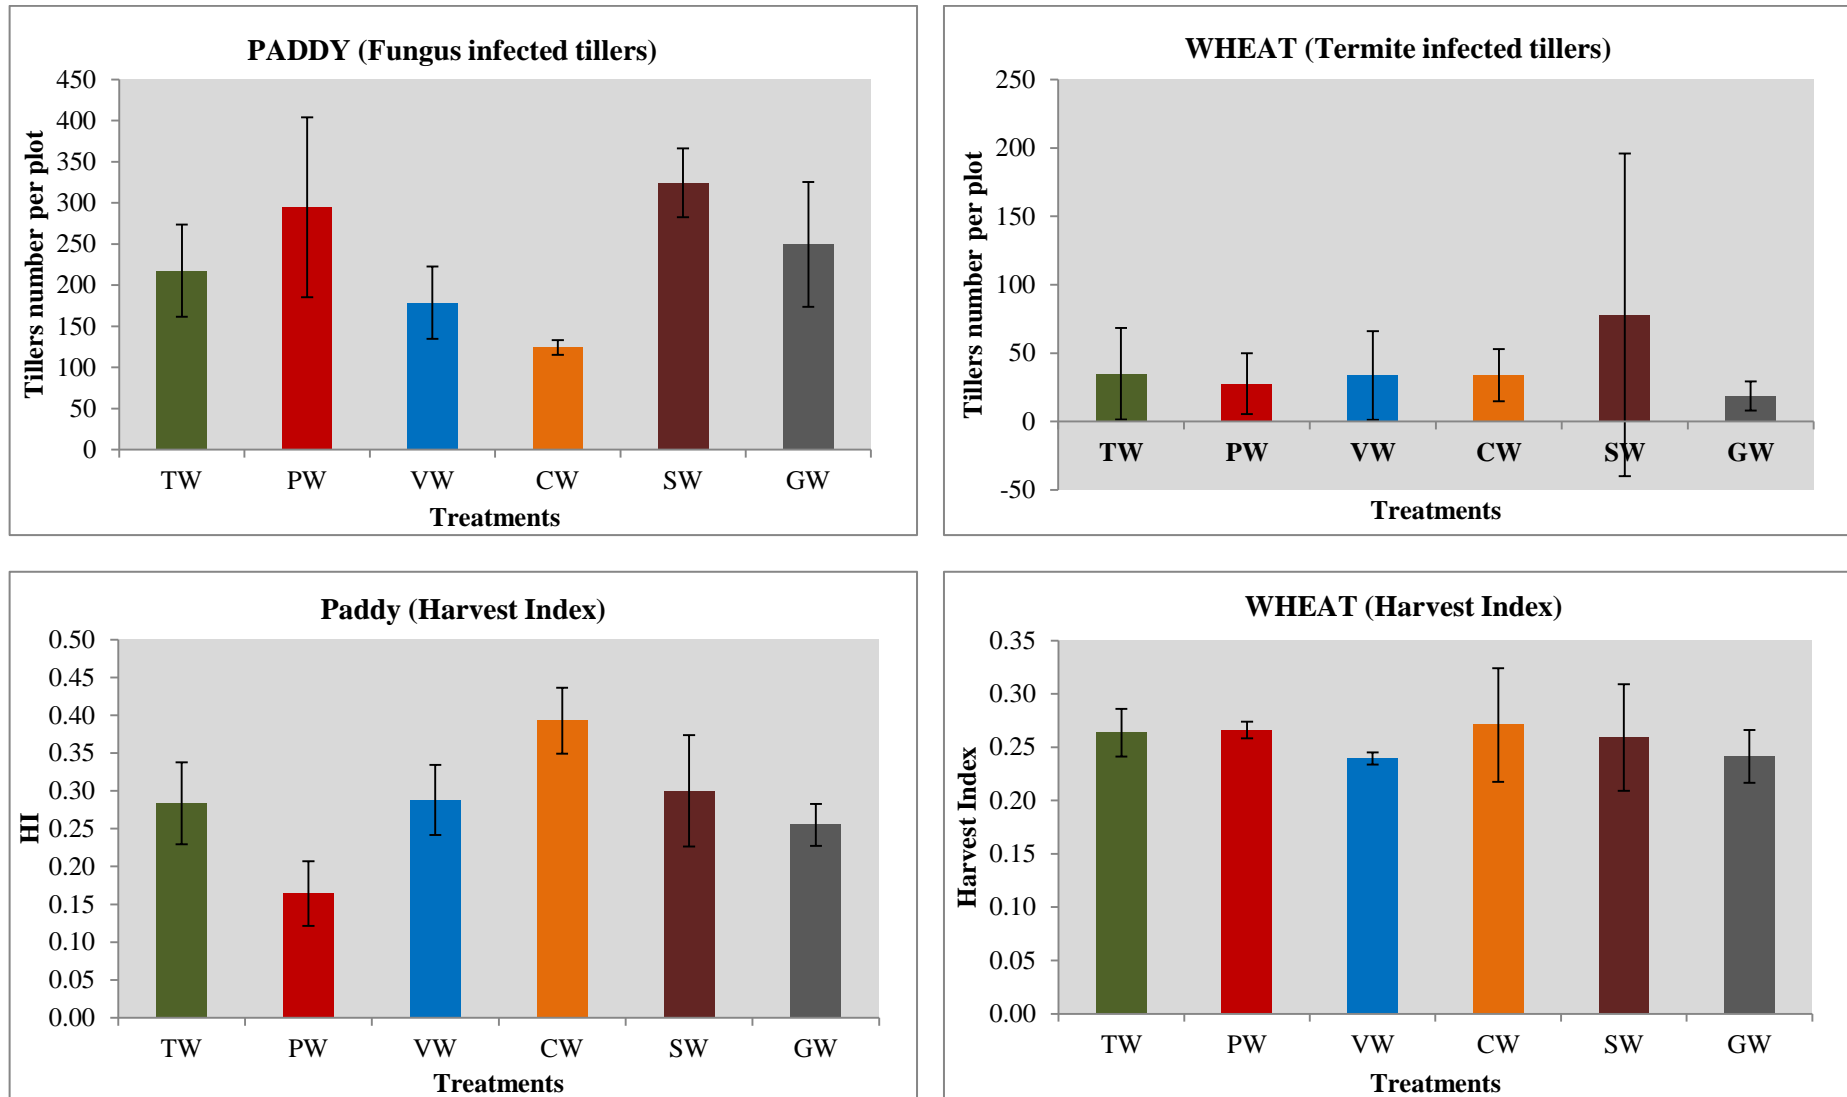 PADDY (Fungus infected tillers)
Tillers number per plot
450
400
350
300
250
200
150
100
50
0
TW PW VW CW SW GW
Treatments
WHEAT (Termite infected tillers)
Tillers number per plot
250
200
150
100
50
0
-50
TW PW VW CW SW GW
Treatments
Paddy (Harvest Index)
HI
0.50
0.45
0.40
0.35
0.30
0.25
0.20
0.15
0.10
0.05
0.00
TW PW VW CW SW GW
Treatments
WHEAT (Harvest Index)
Harvest Index
0.35
0.30
0.25
0.20
0.15
0.10
0.05
0.00
TW PW VW CW SW GW
Treatments